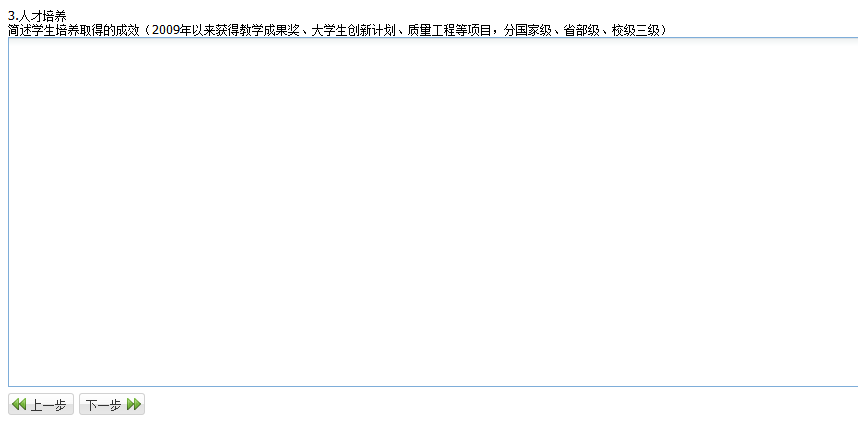 3.人才培养
简述学生培养取得的成效（2009年以来获得教学成果奖、大学生创新计划、质量工程等项目，分国家级、省部级、校级三级）
上一步 下一步